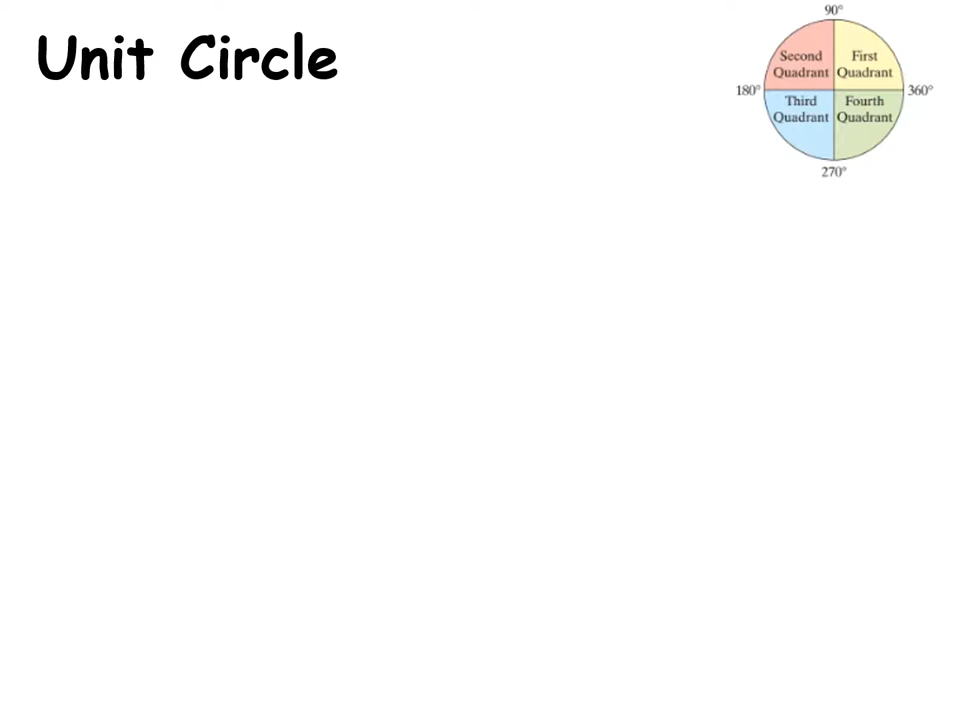 Unit Circle
90°
Second
Quadrant
First
Quadrant
180°
360°
Third
Quadrant
Fourth
Quadrant
270°